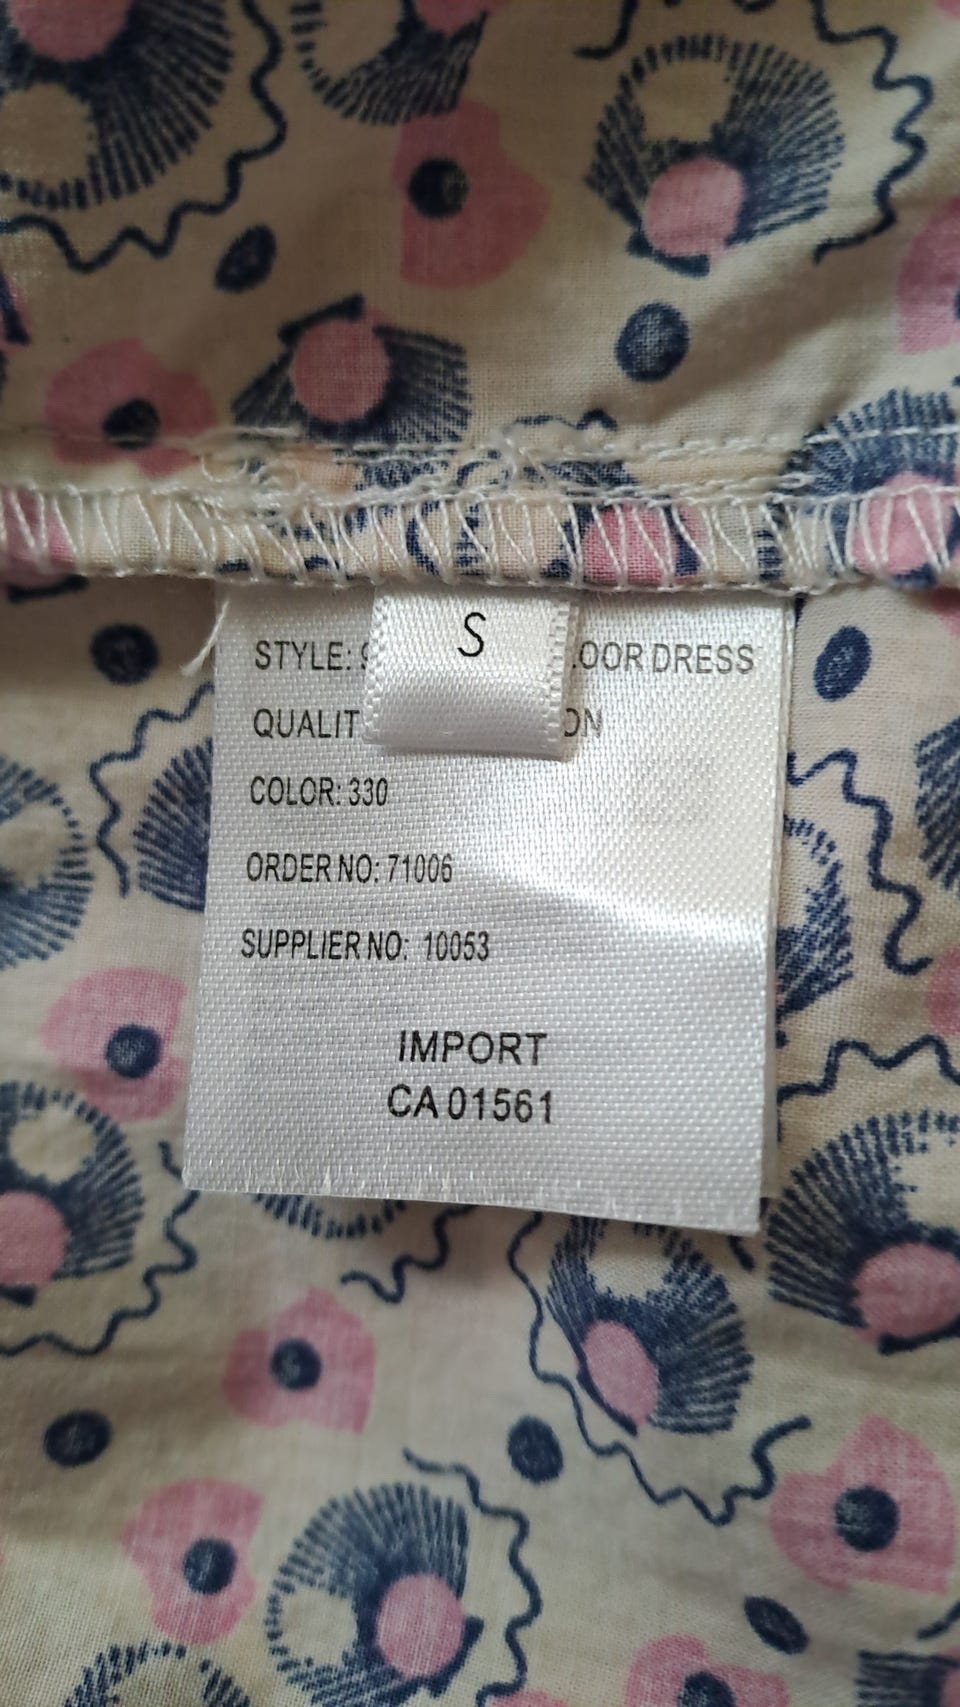 S
STYLE: OOR DRESS
QUALIT ON
COLOR: 330
ORDER NO: 71006
SUPPLIER NO: 10053
IMPORT
CA 01561